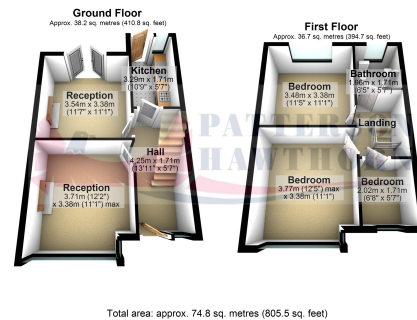 Ground Floor
Approx. 38.2 sq. metres (410.8 sq. feet)
Kitchen
3.29m x 1.71m
(10'9" x 5'7")
Reception
3.54m x 3.38m
(11'7" x 11'1")
Hall
4.25m x 1.71m
(13'11" x 5'7")
Reception
3.71m (12'2")
x 3.38m (11'1") max
First Floor
Approx. 36.7 sq. metres (394.7 sq. feet)
Bathroom
1.96m x 1.71m
(6'5" x 5'7")
Bedroom
3.48m x 3.38m
(11'5" x 11'1")
Landing
Bedroom
3.77m (12'5") max
x 3.38m (11'1")
Bedroom
2.02m x 1.71m
(6'8" x 5'7")
Total area: approx. 74.8 sq. metres (805.5 sq. feet)